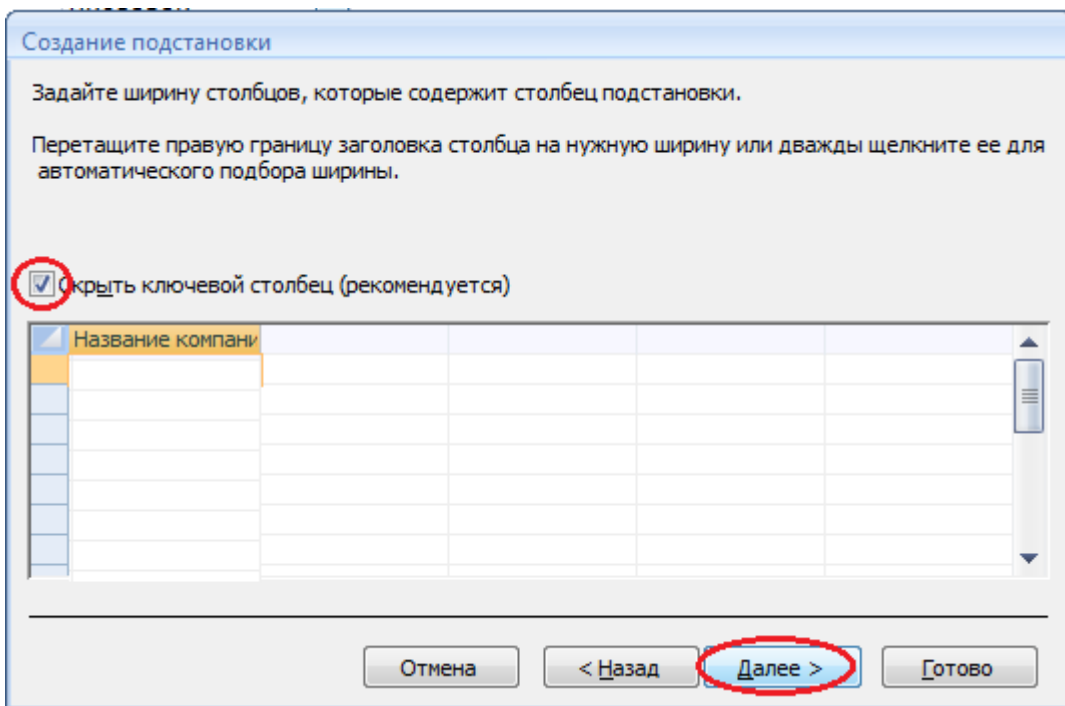 Создание подстановки
Задайте ширину столбцов, которые содержит столбец подстановки.
Перетащите правую границу заголовка столбца на нужную ширину или дважды щелкните ее для
автоматического подбора ширины.
Скрыть ключевой столбец (рекомендуется)
Название компани
Отмена
< Назад
Далее >
Готово